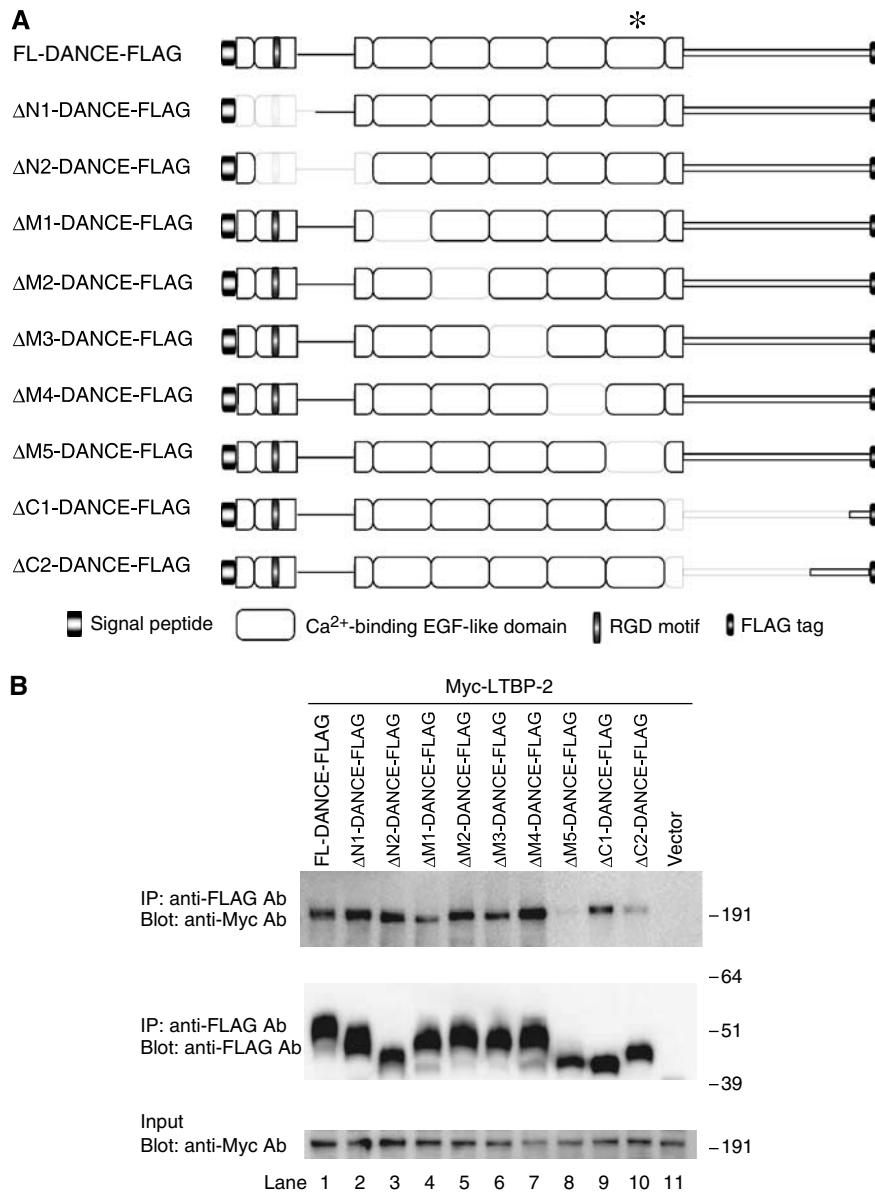 A
*
FL-DANCE-FLAG
ΔN1-DANCE-FLAG
ΔN2-DANCE-FLAG
ΔM1-DANCE-FLAG
ΔM2-DANCE-FLAG
ΔM3-DANCE-FLAG
ΔM4-DANCE-FLAG
ΔM5-DANCE-FLAG
ΔC1-DANCE-FLAG
ΔC2-DANCE-FLAG
Signal peptide Ca²⁺-binding EGF-like domain RGD motif FLAG tag
B
Myc-LTBP-2
FL-DANCE-FLAG
ΔN1-DANCE-FLAG
ΔN2-DANCE-FLAG
ΔM1-DANCE-FLAG
ΔM2-DANCE-FLAG
ΔM3-DANCE-FLAG
ΔM4-DANCE-FLAG
ΔM5-DANCE-FLAG
ΔC1-DANCE-FLAG
ΔC2-DANCE-FLAG
Vector
IP: anti-FLAG Ab
Blot: anti-Myc Ab
–191
–64
–51
IP: anti-FLAG Ab
Blot: anti-FLAG Ab
–39
Input
Blot: anti-Myc Ab
–191
Lane 1 2 3 4 5 6 7 8 9 10 11